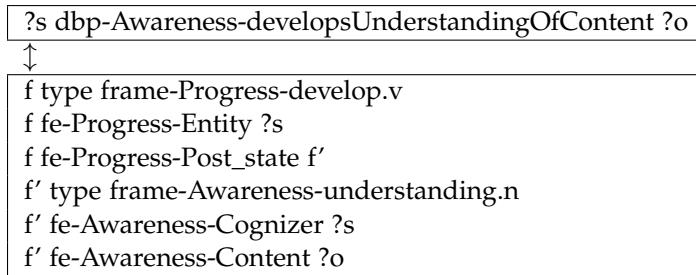 ?s dbp-Awareness-developsUnderstandingOfContent ?o
↕
f type frame-Progress-develop.v
f fe-Progress-Entity ?s
f fe-Progress-Post_state f’
f’ type frame-Awareness-understanding.n
f’ fe-Awareness-Cognizer ?s
f’ fe-Awareness-Content ?o